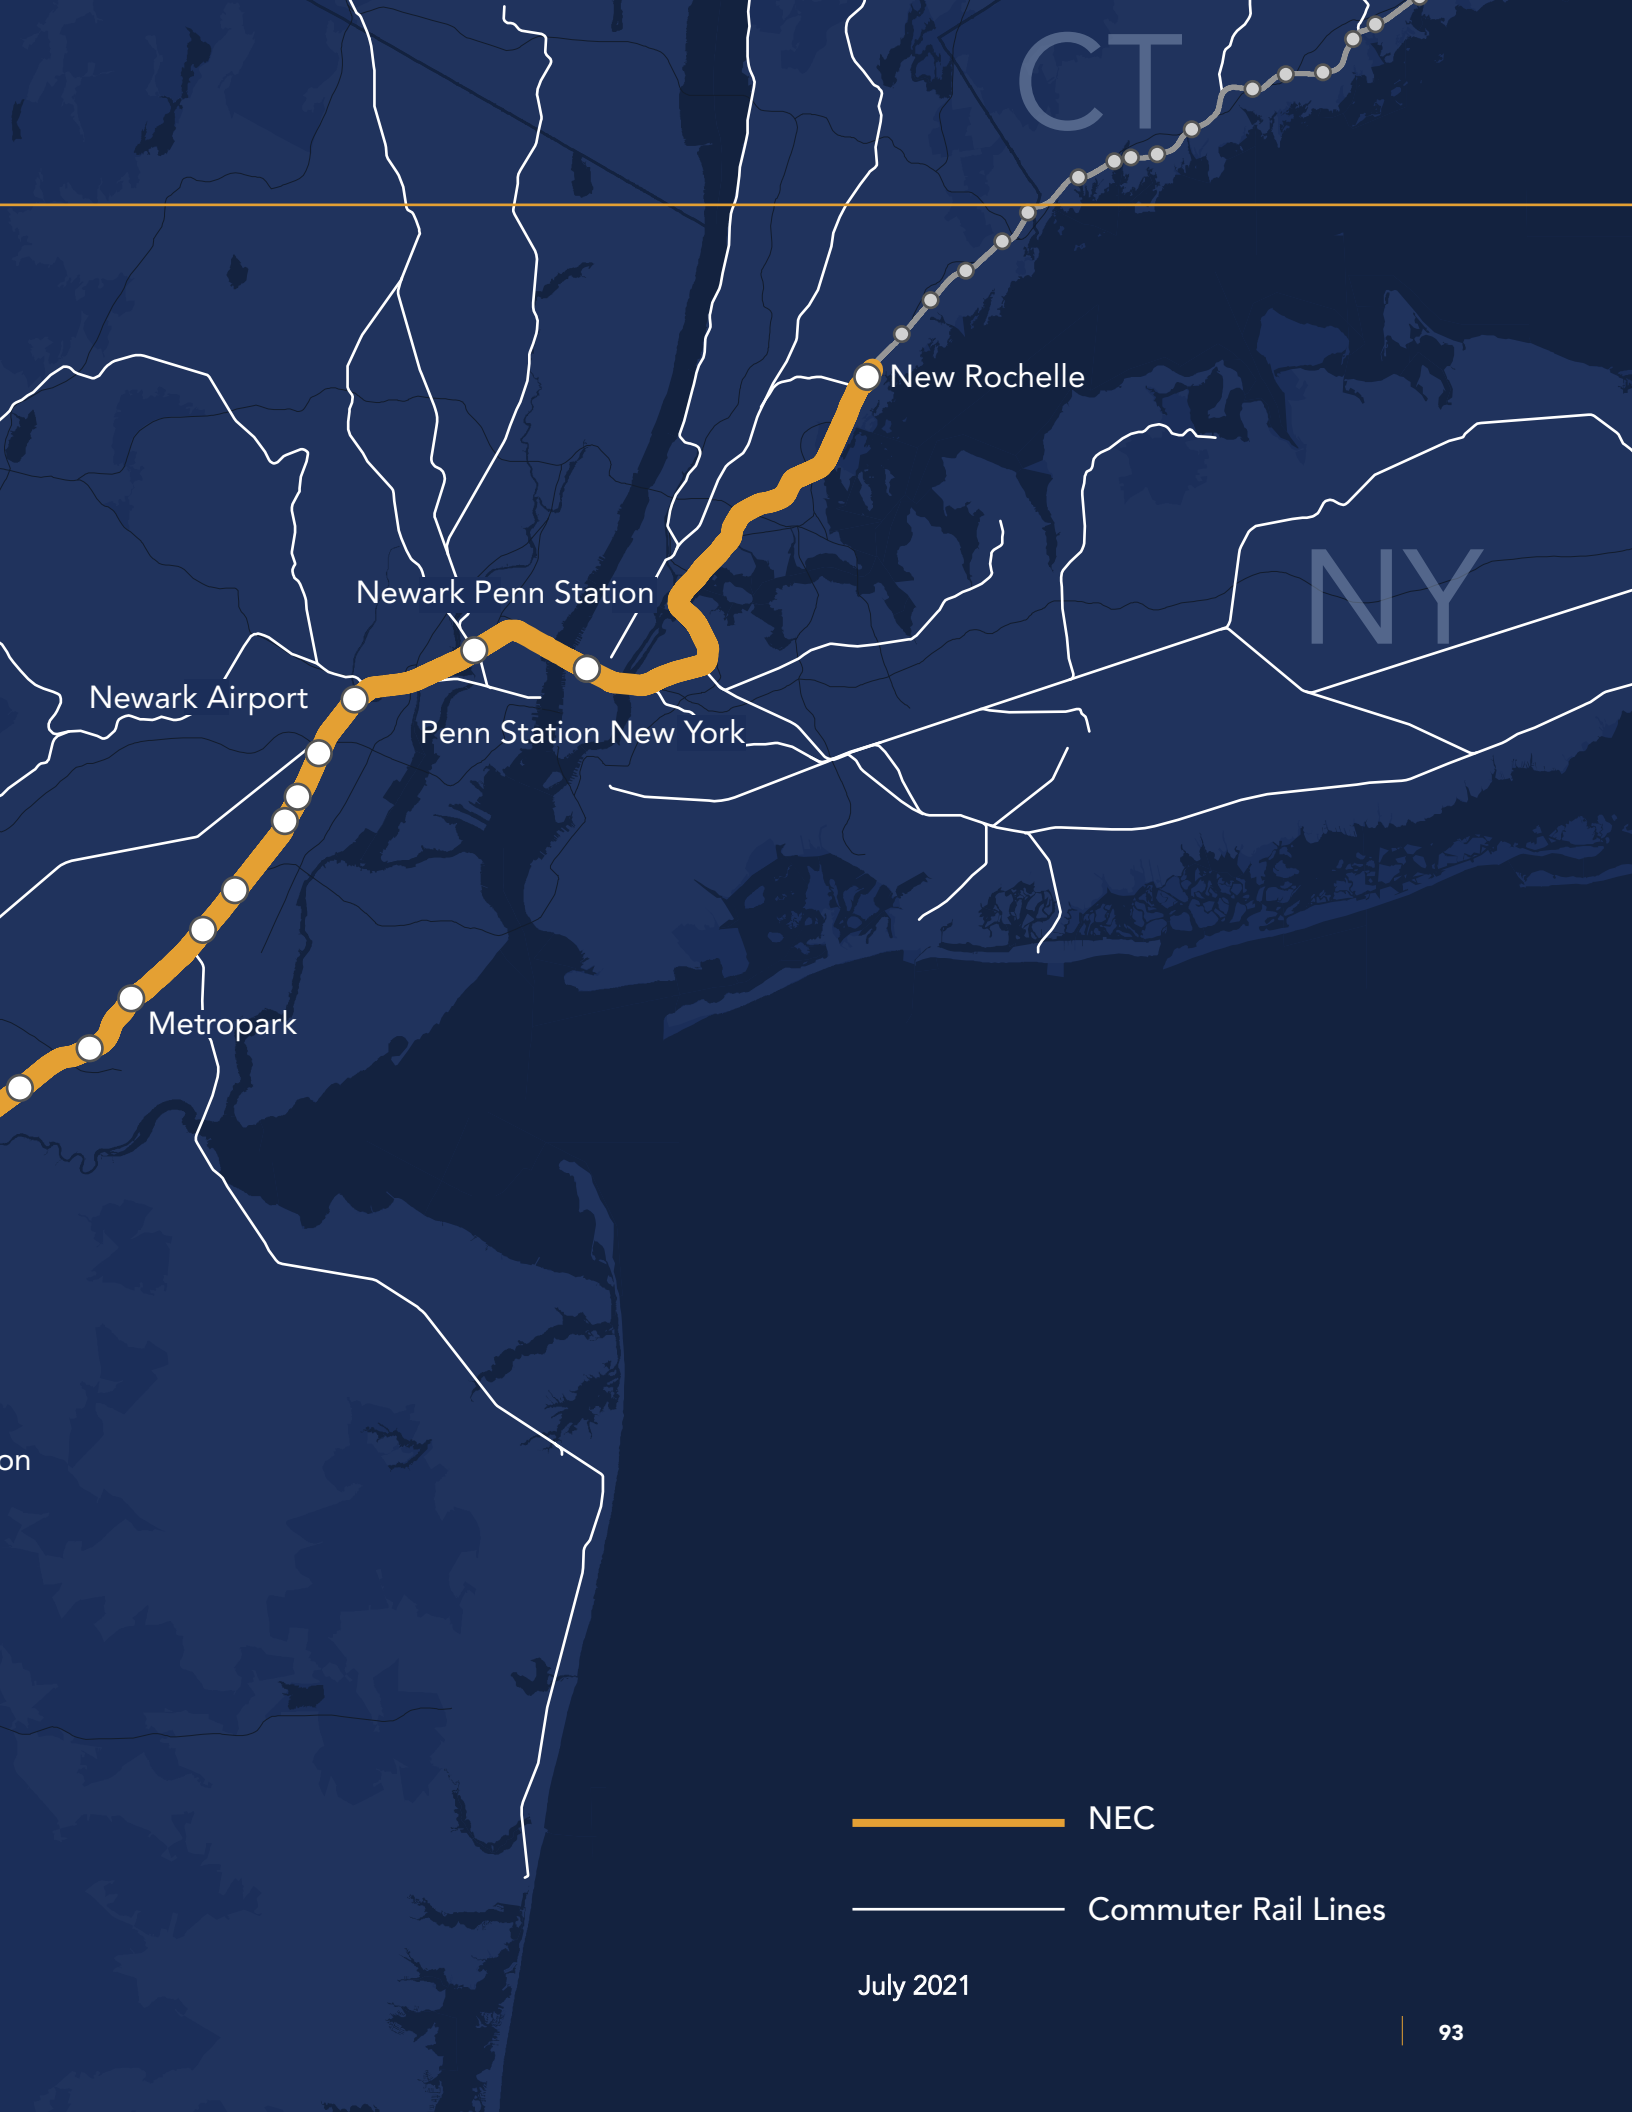 CT
New Rochelle
NY
Newark Penn Station
Newark Airport
Penn Station New York
Metropark
on
NEC
Commuter Rail Lines
July 2021
93